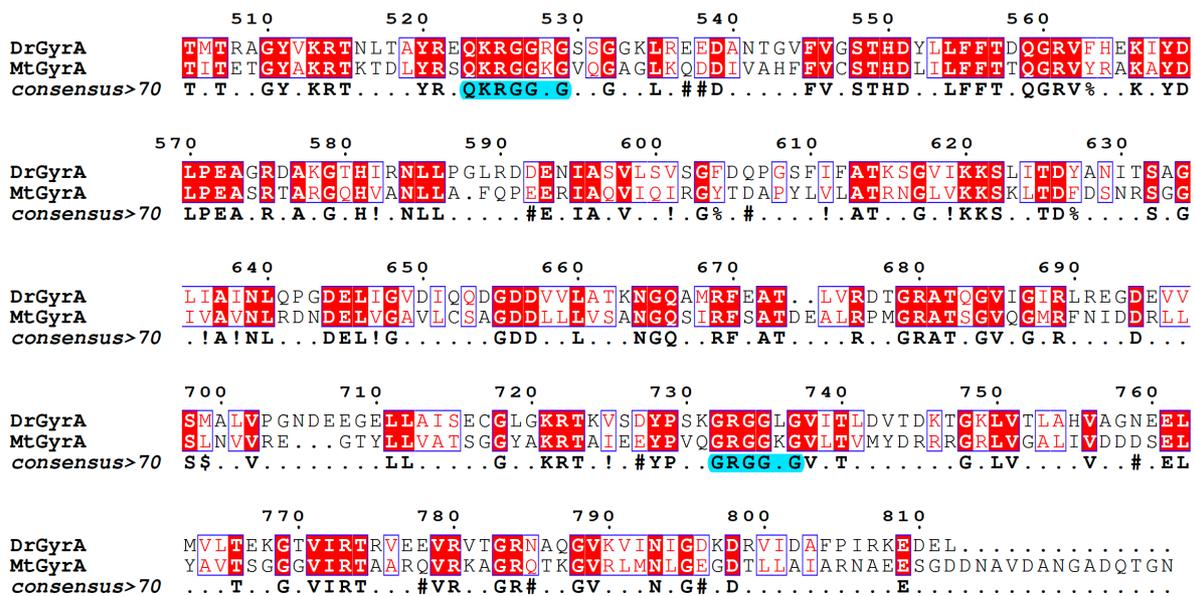 510 520 530 540 550 560
DrGyrA TMTRAGYVKRTNLTAYREQKRGGRGSSGGKLREEDANTGVFVGSTHDYLLFFTDQGRVFHEKIYD
MtGyrA TITETGYAKRTKTDLYRSQKRGGKGVQGAGLKQDDIVAHFFVCSTHDLILFFTTQGRVYRAKAYD
consensus>70 T.T..GY.KRT....YR.QKRGG.G..G..L.##D.....FV.STHD..LFFT.QGRV%..K.YD
570 580 590 600 610 620 630
DrGyrA LPEAGRDAKGTHIRNLLPGLRDDENIASVLSVSGFDQPGSFIFATKSGVIKKSLITDYANITSAG
MtGyrA LPEASRTARGQHVANLLA.FQPEERIAQVIQIRGYTDAPYLVLATRNGLVKKSKLTDFDSNRSGG
consensus>70 LPEA.R.A.G.H!.NLL.....#E.IA.V..!.G%.#....!.AT..G.!KKS..TD%....S.G
640 650 660 670 680 690
DrGyrA LIAINLQPGDELIGVDIQQDGDDVVLATKNGQAMRFEAT..LVRDTGRATQGVIGIRLREGDEVV
MtGyrA IVAVNLRDNDELVGAVLCSAGDDLLLVSANGQSIRFSATDEALRPMGRATSGVQGMRFNIDDRLL
consensus>70 .!A!NL...DEL!G......GDD..L...NGQ..RF.AT....R..GRAT.GV.G.R....D...
700 710 720 730 740 750 760
DrGyrA SMALVPGNDEEGELLAISECGLGKRTKVSDYPSKGRGGLGVITLDVTDKTGKLVTLAHVAGNEEL
MtGyrA SLNVVRE...GTYLLVATSGGYAKRTAIEEYPVQGRGGKGVLTVMYDRRRGRLVGALIVDDDSEL
consensus>70 S$..V........LL.....G..KRT.!.#YP..GRGG.GV.T.......G.LV....V..#.EL
770 780 790 800 810
DrGyrA MVLTEKGTVIRTRVEEVRVTGRNAQGVKVINIGDKDRVIDAFPIRKEDEL..............
MtGyrA YAVTSGGGVIRTAARQVRKAGRQTKGVRLMNLGEGDTLLAIARNAEESGDDNAVDANGADQTGN
consensus>70 ...T..G.VIRT...#VR..GR#..GV...N.G#.D..........E.................